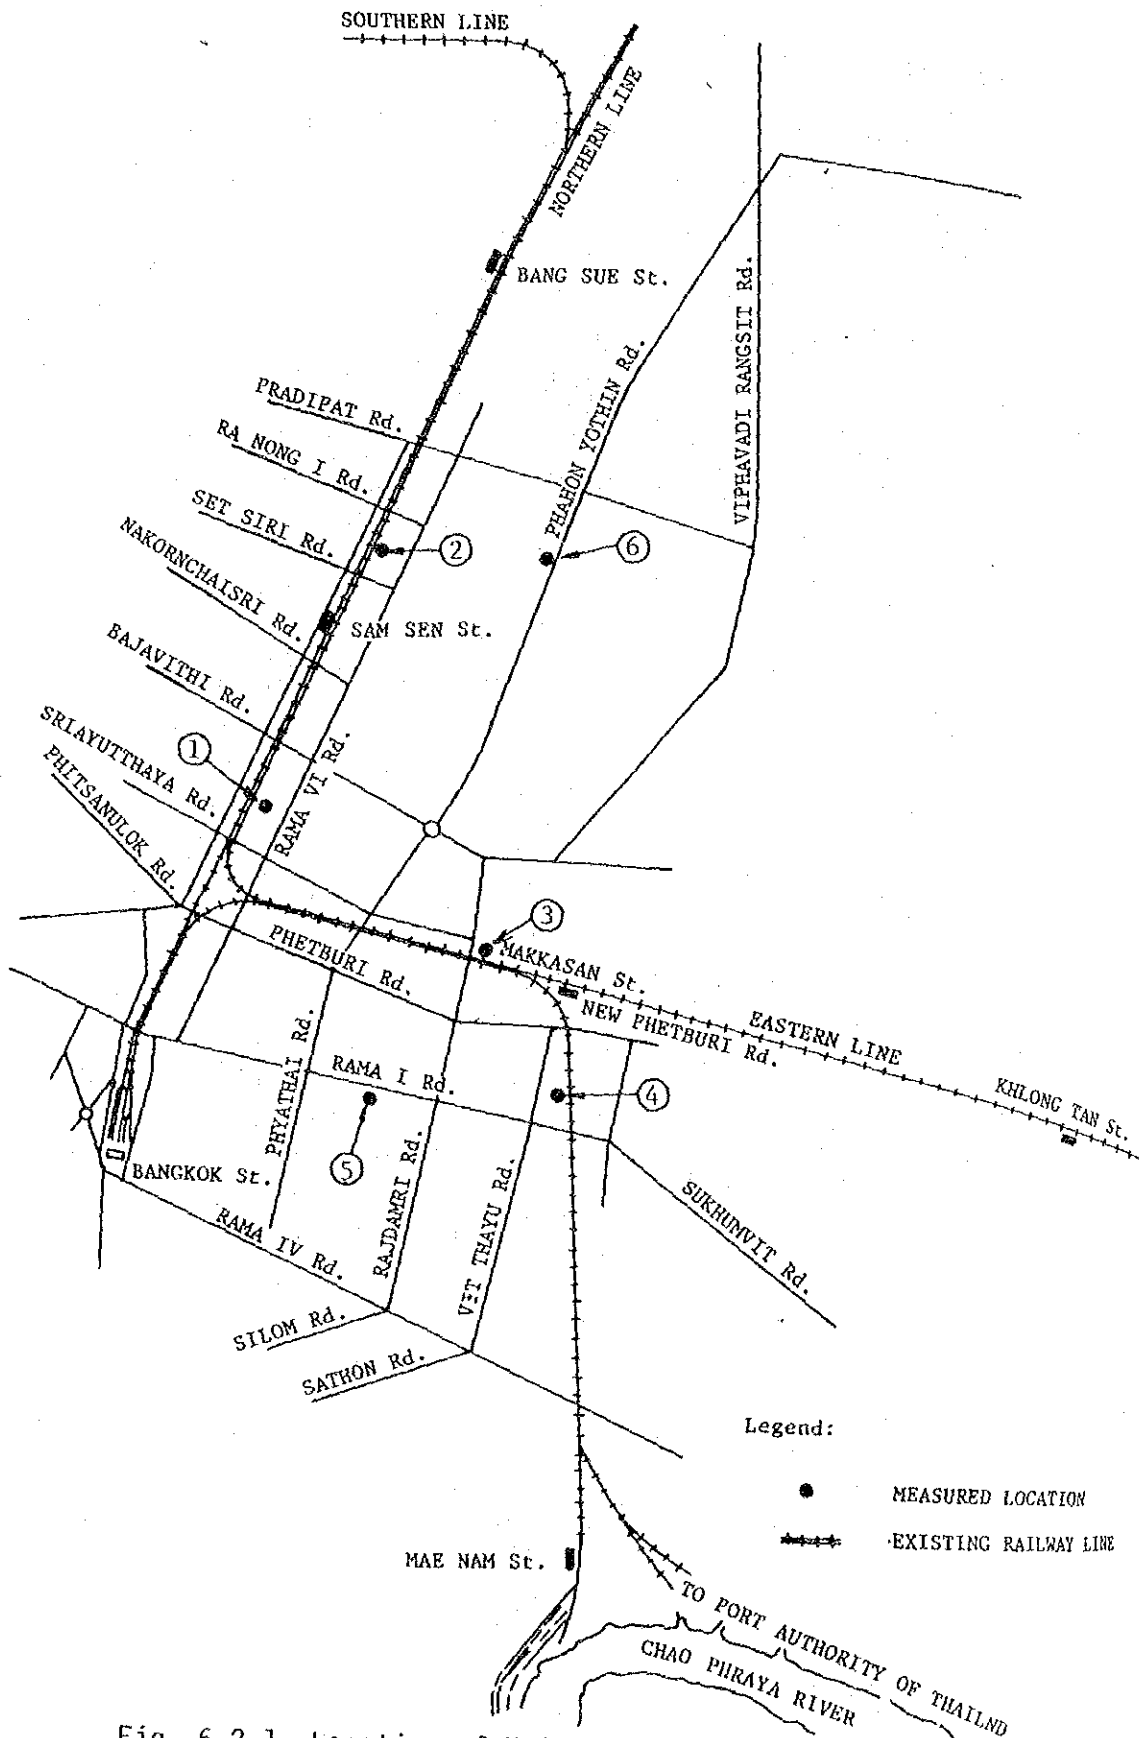 SOUTHERN LINE
NORTHERN LINE
BANG SUE St.
VIPHAVADI RANGSIT Rd.
PHAHON YOTHIN Rd.
PRADIPAT Rd.
RA NONG I Rd.
SET SIRI Rd.
NAKORNCHAISRI Rd.
2
6
SAM SEN St.
BAJAVITHI Rd.
SRIAYUTTHAYA Rd.
PHITSANULOK Rd.
1
RAMA VI Rd.
3
MAKKASAN St.
PHETBURI Rd.
NEW PHETBURI Rd.
EASTERN LINE
KHLONG TAN St.
PHYATHAI Rd.
RAMA I Rd.
4
5
BANGKOK St.
RAJDAMRI Rd.
VIT THAYU Rd.
SUKHUMVIT Rd.
RAMA IV Rd.
SILOM Rd.
SATHON Rd.
Legend:
MEASURED LOCATION
EXISTING RAILWAY LINE
MAE NAM St.
TO PORT AUTHORITY OF THAILND
CHAO PHRAYA RIVER
Fig. 6.2.1